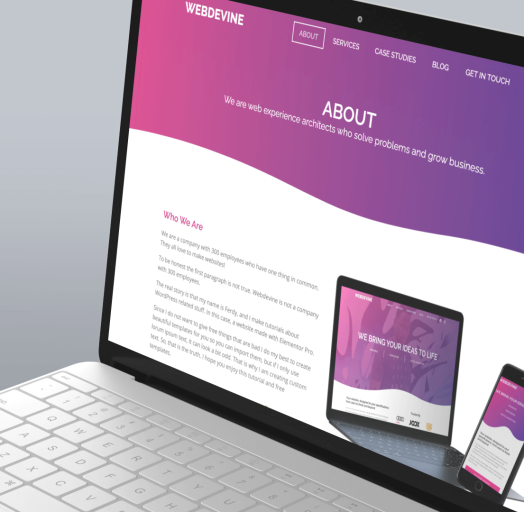 WEBDEVINE
ABOUT
SERVICES
CASE STUDIES
BLOG
GET IN TOUCH
ABOUT
We are web experience architects who solve problems and grow business.
Who We Are
We are a company with 300 employees who have one thing in common.
They all love to make websites!
To be honest the first paragraph is not true. Webdevine is not a company
with 300 employees.
The real story is that my name is Ferdy, and I make tutorials about
WordPress related stuff. In this case, a website made with Elementor Pro.
Since I do not want to give free things that are bad I do my best to create
beautiful templates for you so you can import them, but if I only use
lorum ipsum text, it can look a bit odd. That is why I am creating custom
text. So, that is the truth. I hope you enjoy this tutorial and free
templates.
WEBDEVINE
WE BRING YOUR IDEAS TO LIFE